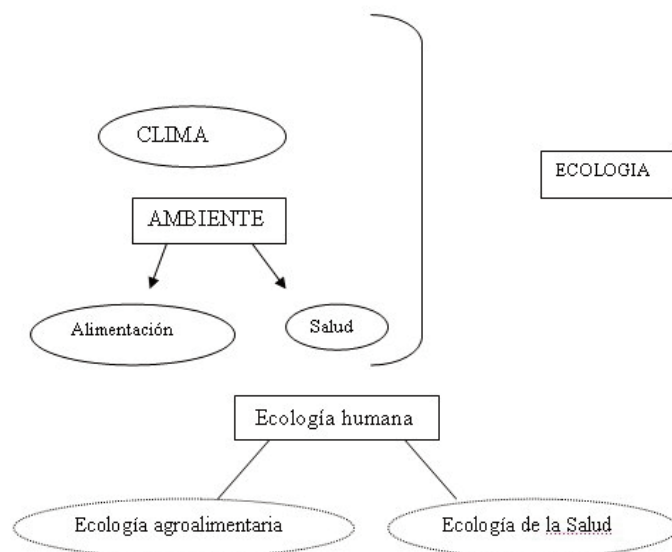 CLIMA
ECOLOGIA
AMBIENTE
Alimentación
Salud
Ecología humana
Ecología agroalimentaria
Ecología de la Salud